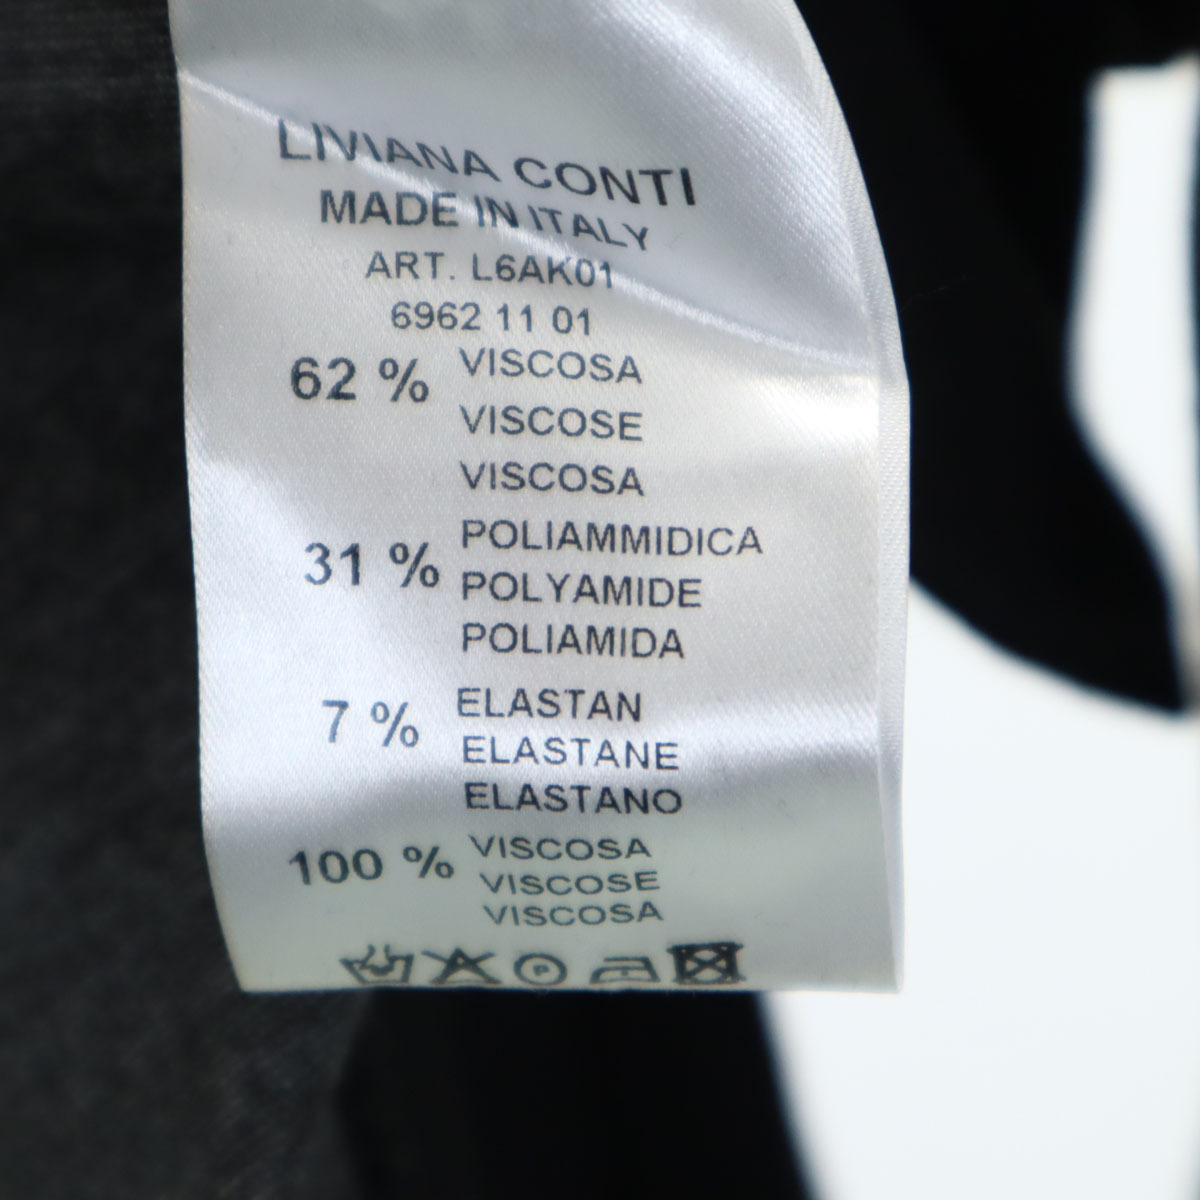 LIVIANA CONTI
MADE IN ITALY
ART. L6AK01
6962 11 01
62 % VISCOSA
VISCOSE
VISCOSA
31 % POLIAMMIDICA
POLYAMIDE
POLIAMIDA
7 % ELASTAN
ELASTANE
ELASTANO
100 % VISCOSA
VISCOSE
VISCOSA
P